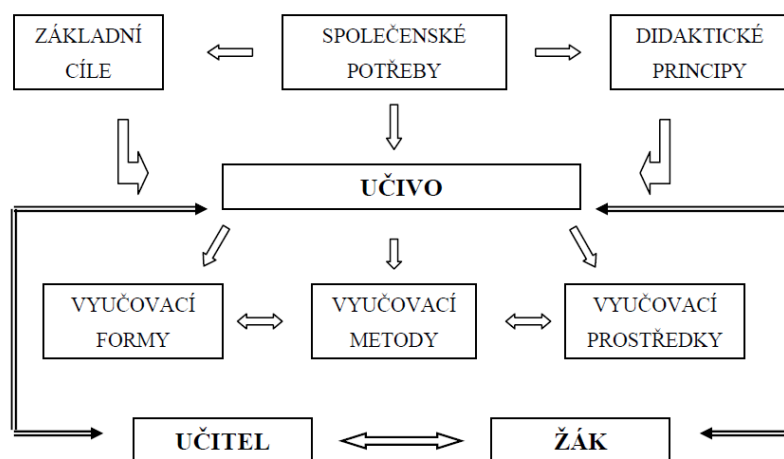 ZÁKLADNÍ
CÍLE
SPOLEČENSKÉ
POTŘEBY
DIDAKTICKÉ
PRINCIPY
UČIVO
VYUČOVACÍ
FORMY
VYUČOVACÍ
METODY
VYUČOVACÍ
PROSTŘEDKY
UČITEL
ŽÁK